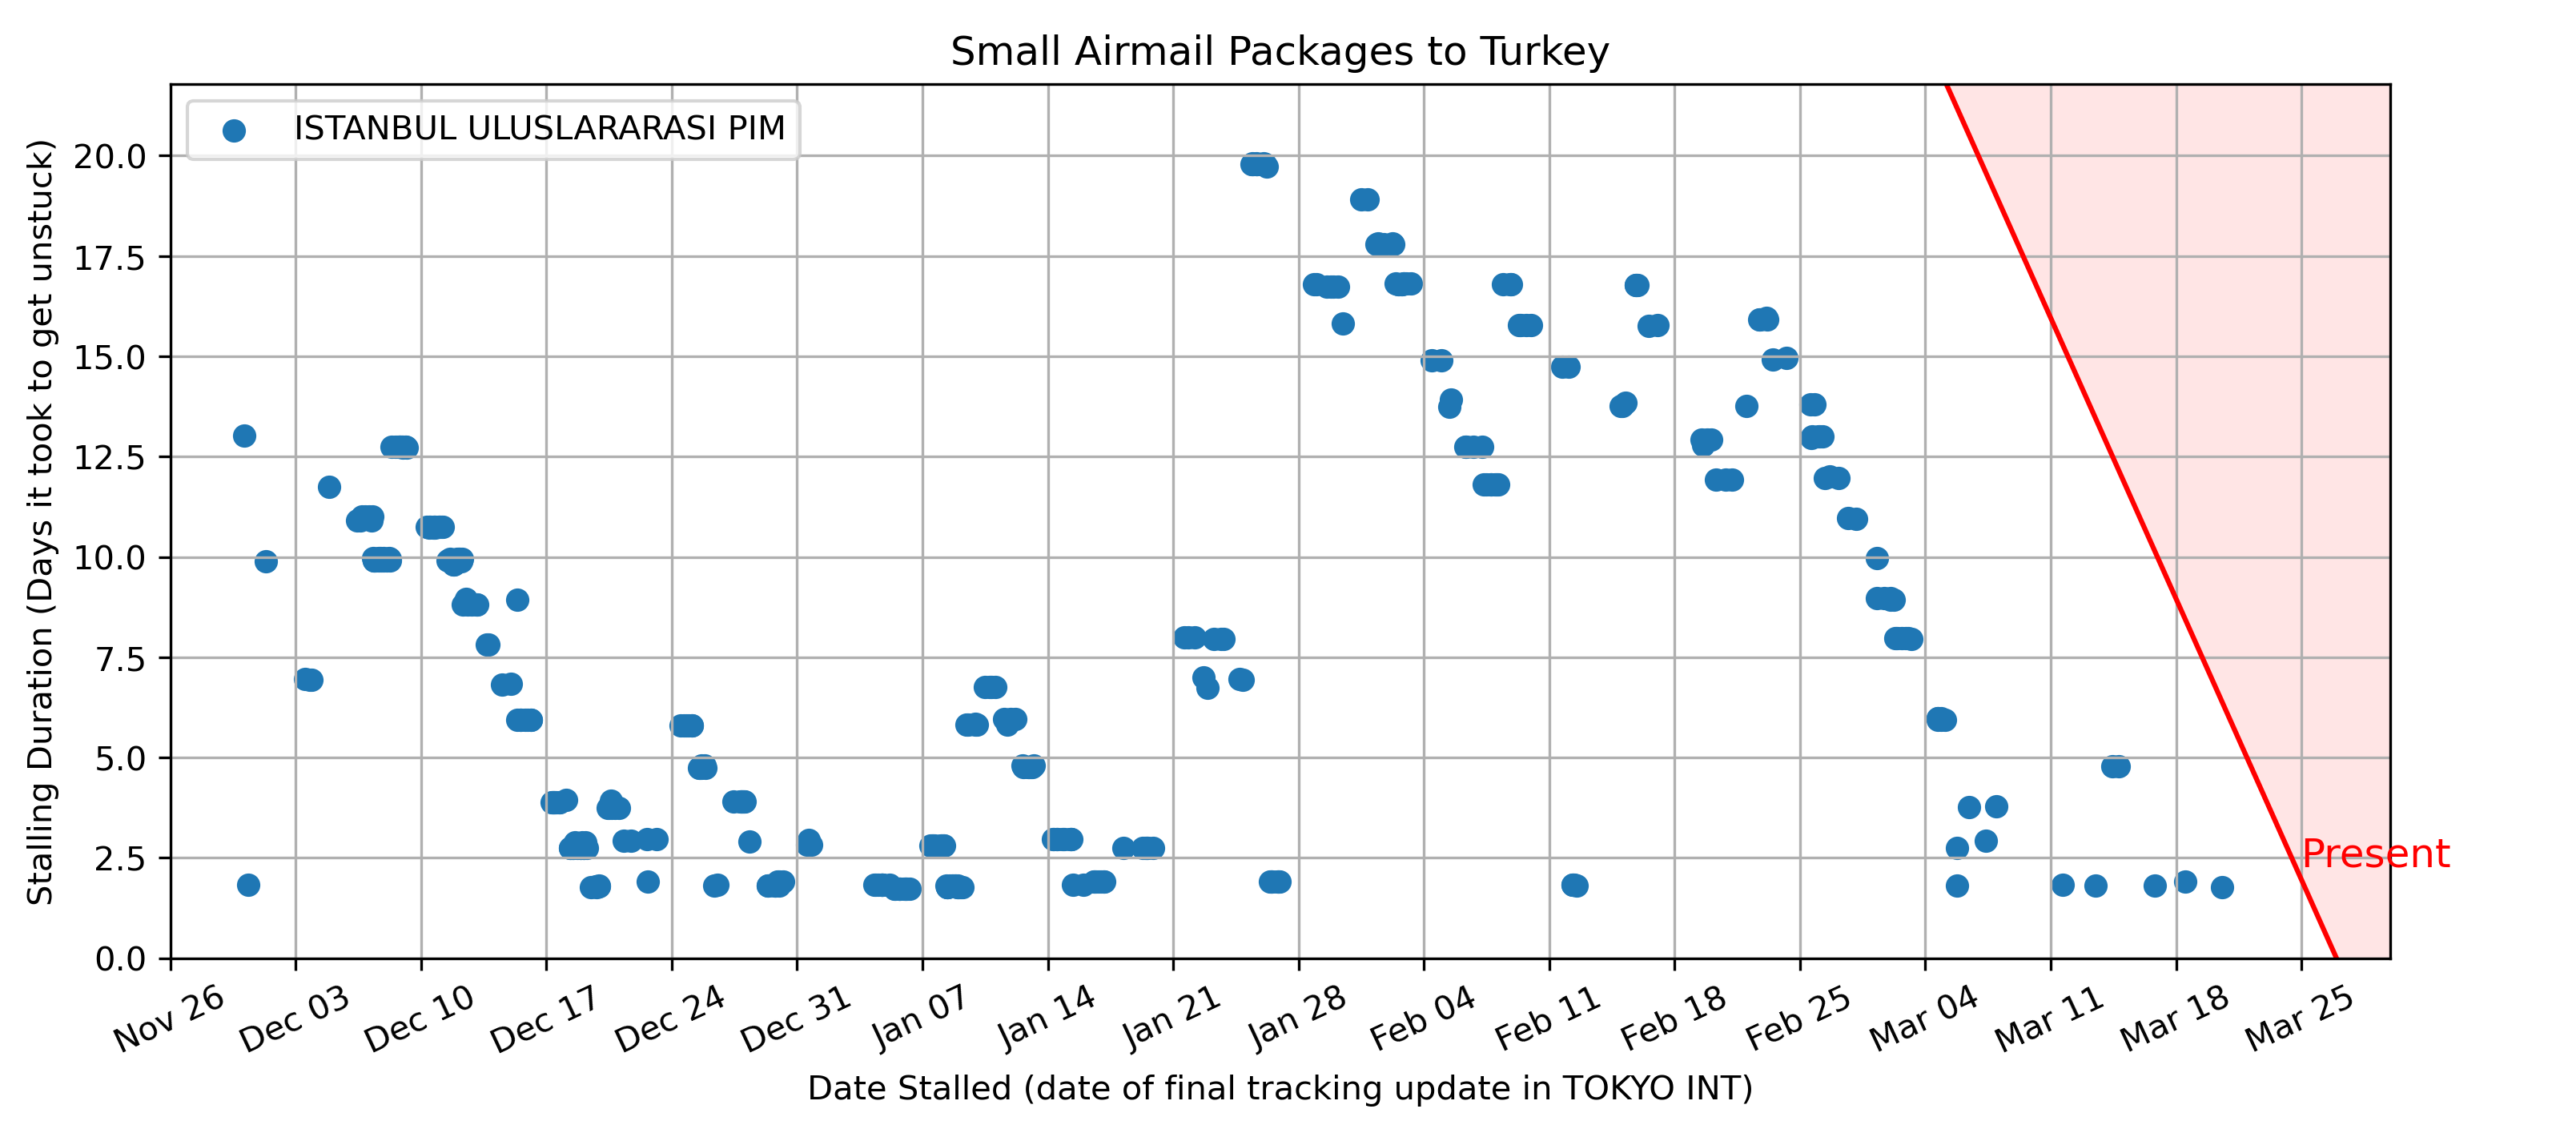 Small Airmail Packages to Turkey
ISTANBUL ULUSLARARASI PIM
Stalling Duration (Days it took to get unstuck)
20.0
17.5
15.0
12.5
10.0
7.5
5.0
2.5
0.0
Present
Nov 26
Dec 03
Dec 10
Dec 17
Dec 24
Dec 31
Jan 07
Jan 14
Jan 21
Jan 28
Feb 04
Feb 11
Feb 18
Feb 25
Mar 04
Mar 11
Mar 18
Mar 25
Date Stalled (date of final tracking update in TOKYO INT)